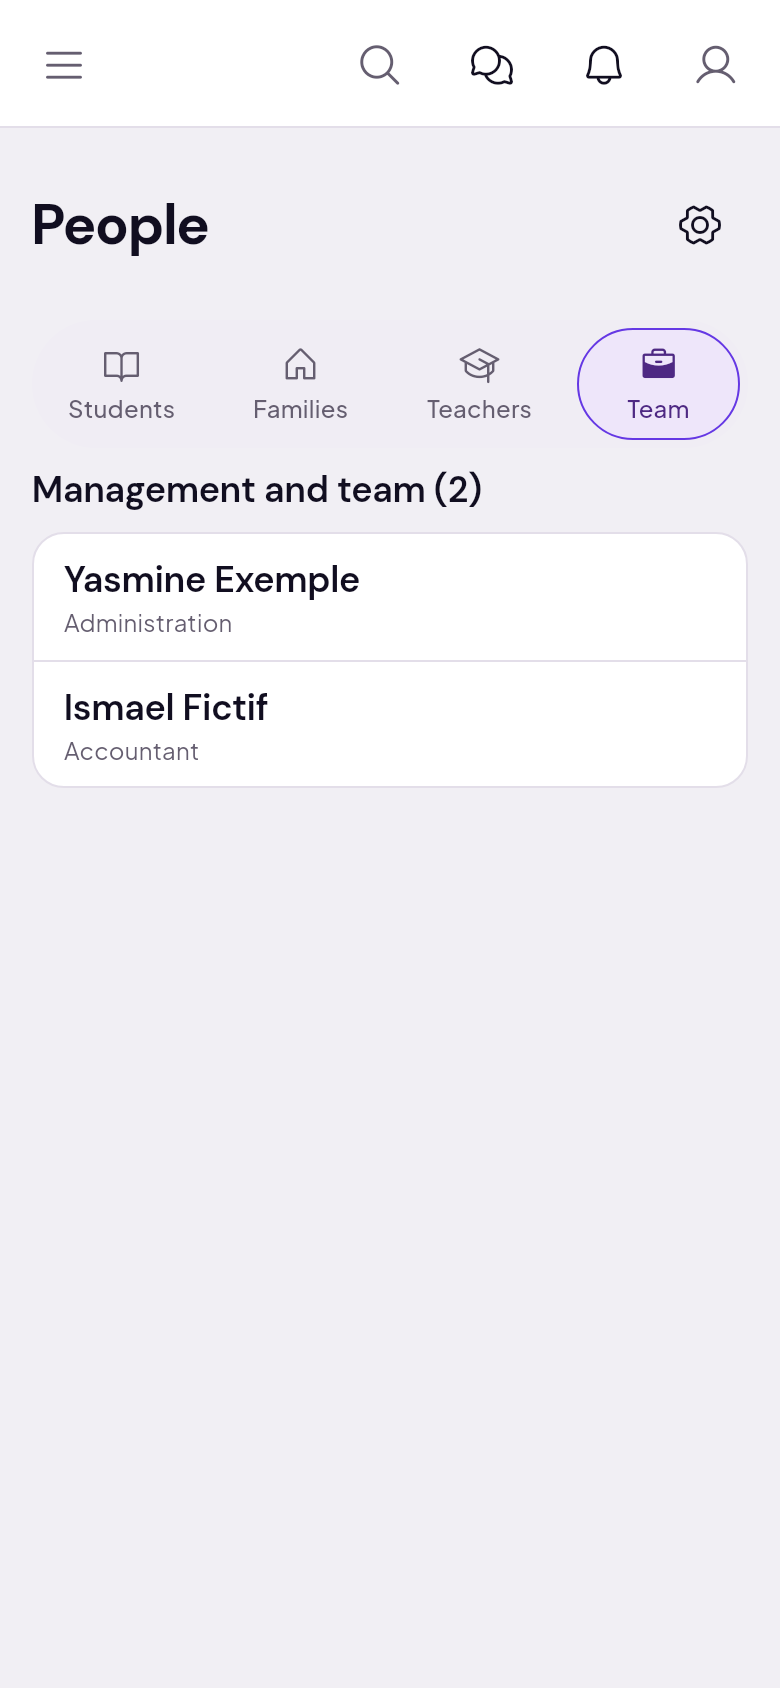 People
Students
Families
Teachers
Team
Management and team (2)
Yasmine Exemple
Administration
Ismael Fictif
Accountant